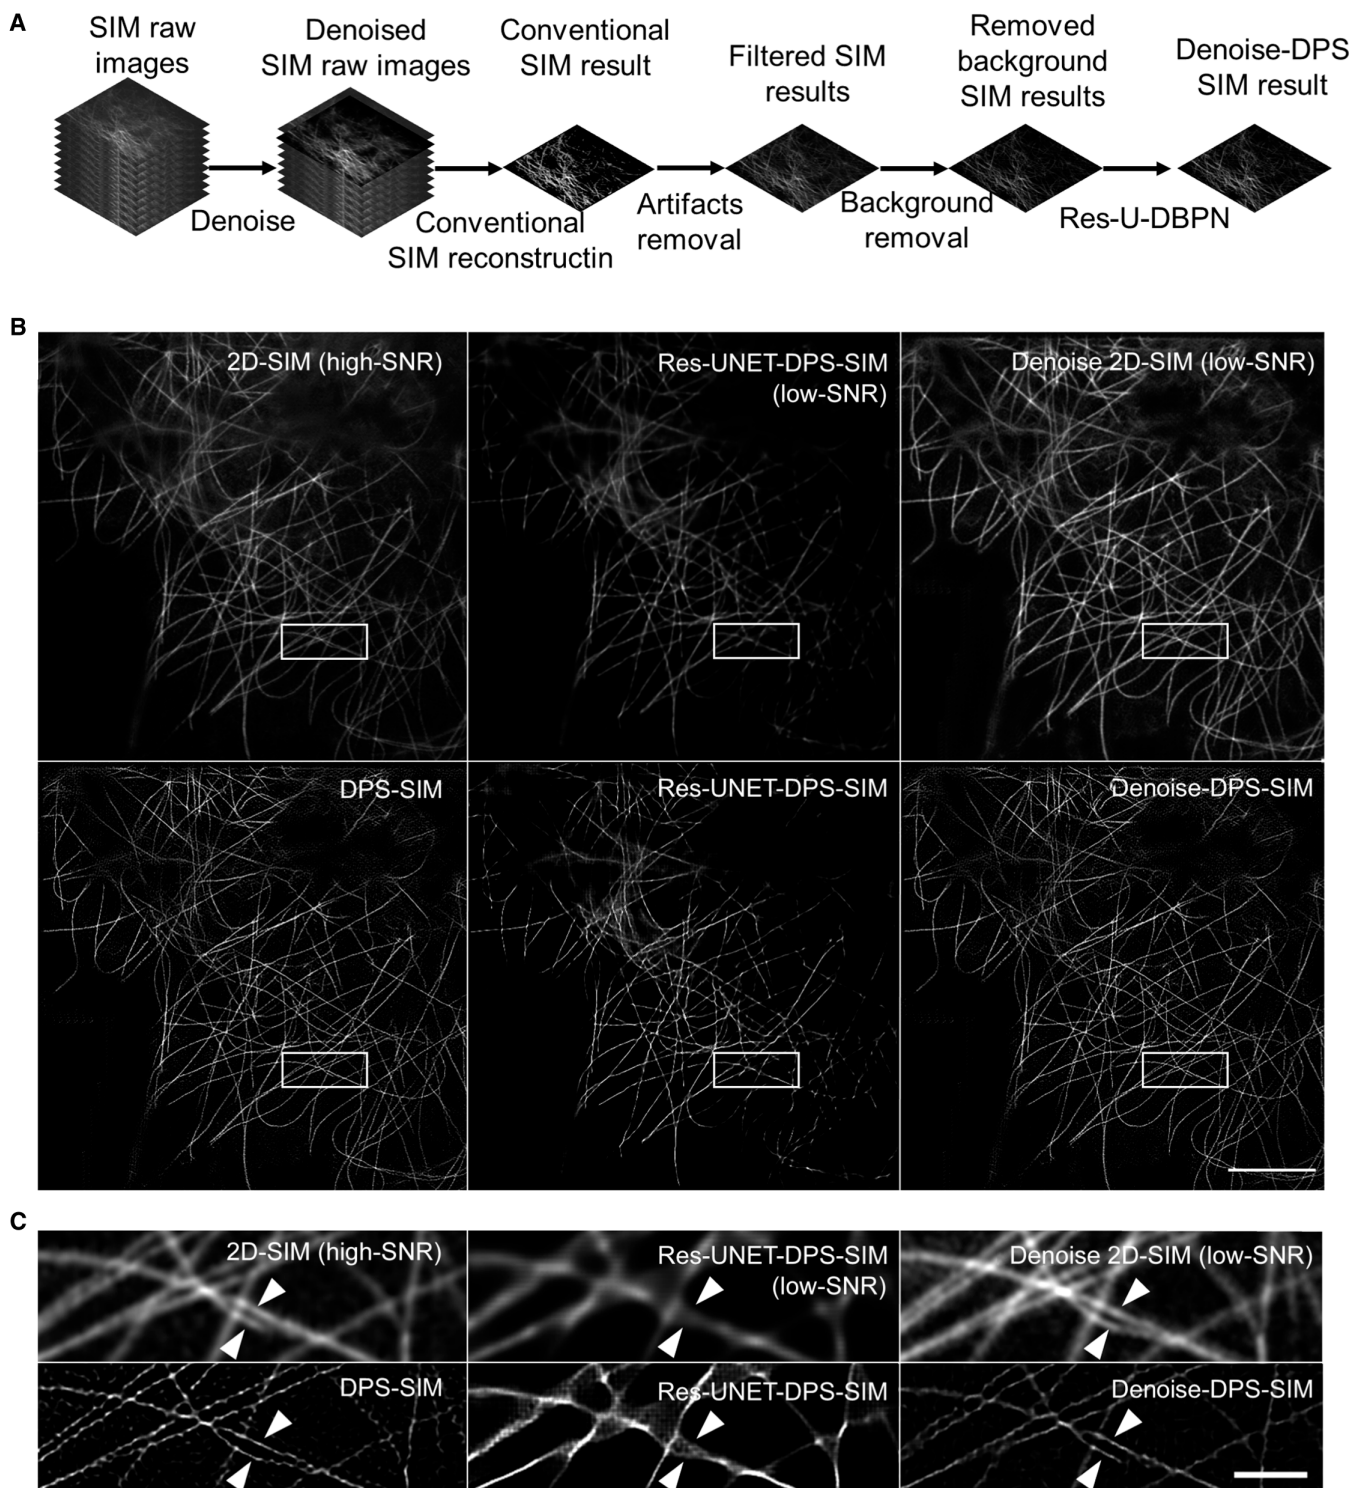 A
SIM raw
images
Denoised
SIM raw images
Conventional
SIM result
Filtered SIM
results
Removed
background
SIM results
Denoise-DPS
SIM result
Denoise
Conventional
SIM reconstructin
Artifacts
removal
Background
removal
Res-U-DBPN
B
2D-SIM (high-SNR)
Res-UNET-DPS-SIM
(low-SNR)
Denoise 2D-SIM (low-SNR)
DPS-SIM
Res-UNET-DPS-SIM
Denoise-DPS-SIM
C
2D-SIM (high-SNR)
Res-UNET-DPS-SIM
(low-SNR)
Denoise 2D-SIM (low-SNR)
DPS-SIM
Res-UNET-DPS-SIM
Denoise-DPS-SIM